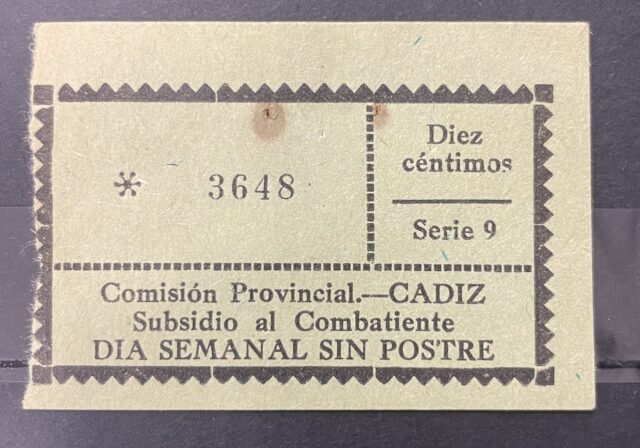 * 3648
Diez
céntimos
Serie 9
Comisión Provincial.—CADIZ
Subsidio al Combatiente
DIA SEMANAL SIN POSTRE